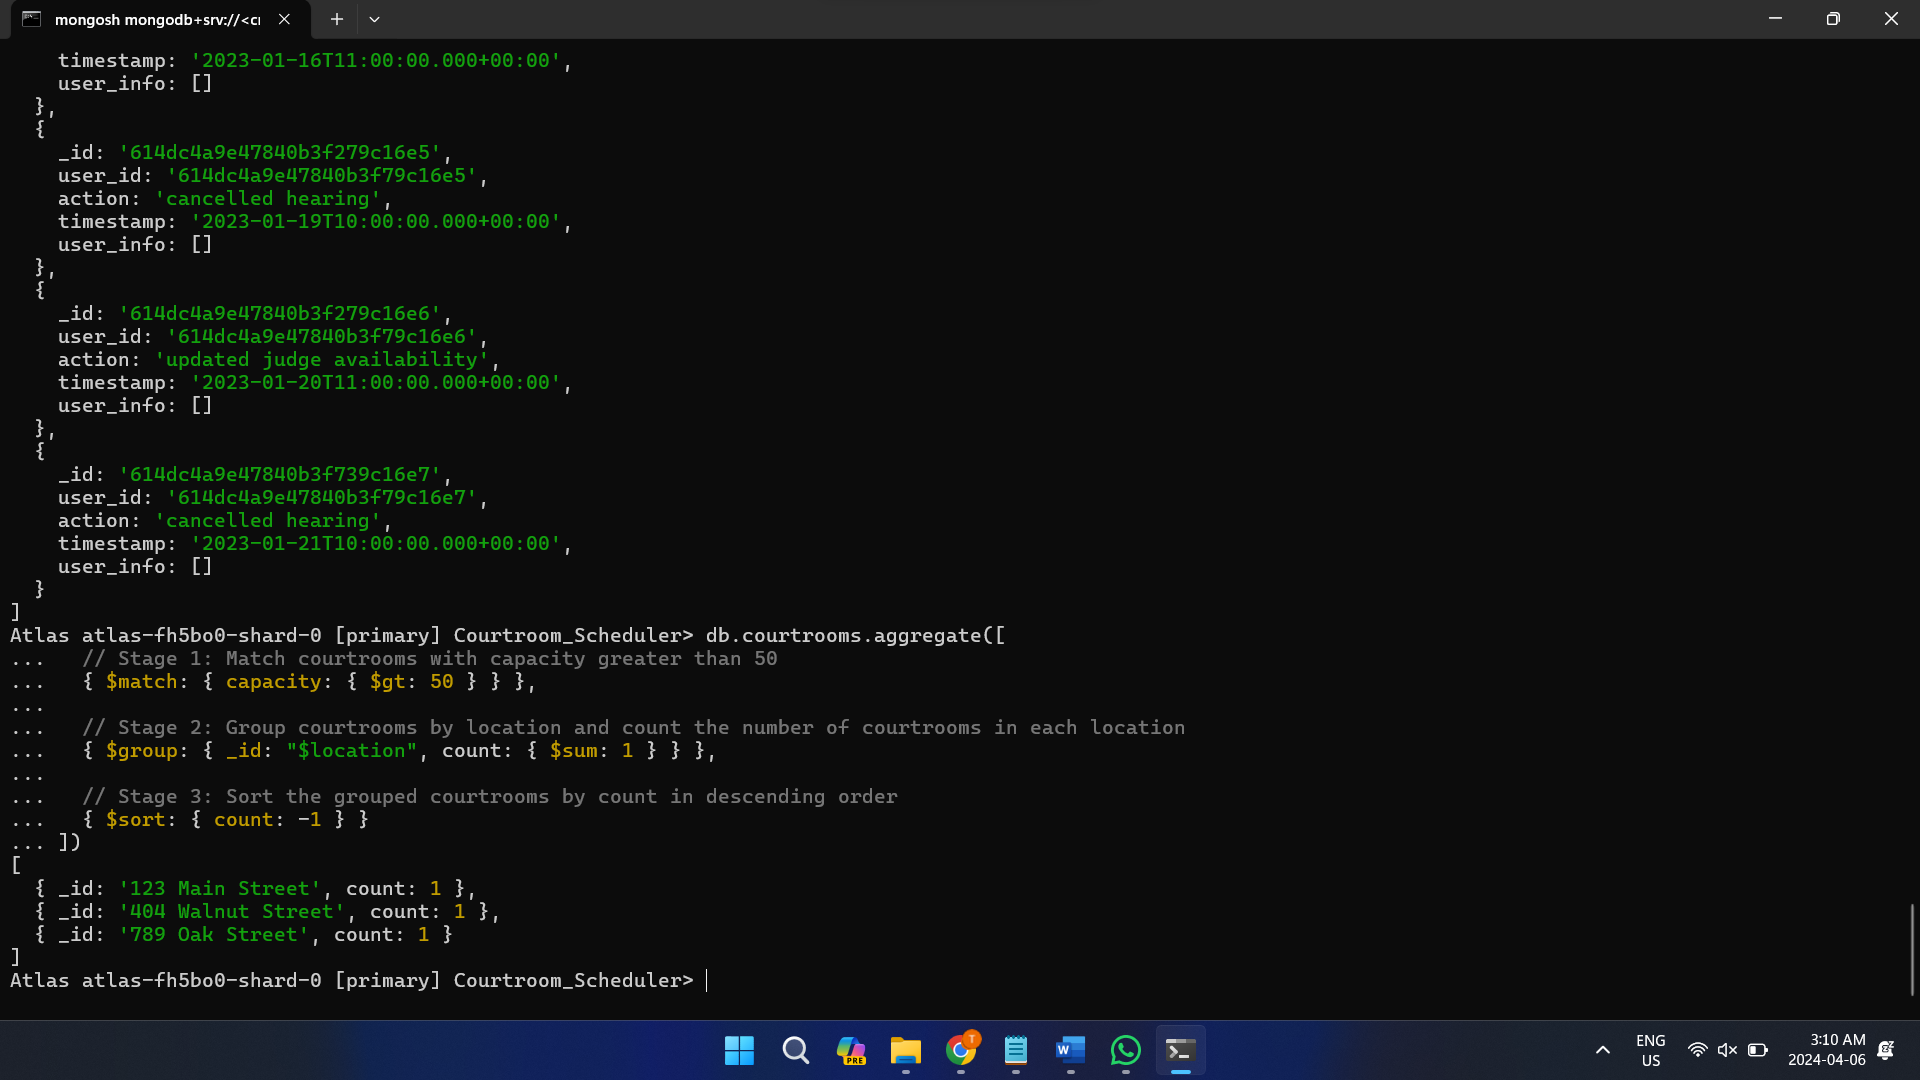 mongosh mongodb+srv://<cr
timestamp: '2023-01-16T11:00:00.000+00:00',
user_info: []
},
{
_id: '614dc4a9e47840b3f279c16e5',
user_id: '614dc4a9e47840b3f79c16e5',
action: 'cancelled hearing',
timestamp: '2023-01-19T10:00:00.000+00:00',
user_info: []
},
{
_id: '614dc4a9e47840b3f279c16e6',
user_id: '614dc4a9e47840b3f79c16e6',
action: 'updated judge availability',
timestamp: '2023-01-20T11:00:00.000+00:00',
user_info: []
},
{
_id: '614dc4a9e47840b3f739c16e7',
user_id: '614dc4a9e47840b3f79c16e7',
action: 'cancelled hearing',
timestamp: '2023-01-21T10:00:00.000+00:00',
user_info: []
}
]
Atlas atlas-fh5bo0-shard-0 [primary] Courtroom_Scheduler> db.courtrooms.aggregate([
... // Stage 1: Match courtrooms with capacity greater than 50
... { $match: { capacity: { $gt: 50 } } },
...
... // Stage 2: Group courtrooms by location and count the number of courtrooms in each location
... { $group: { _id: "$location", count: { $sum: 1 } } },
...
... // Stage 3: Sort the grouped courtrooms by count in descending order
... { $sort: { count: -1 } }
... ])
[
{ _id: '123 Main Street', count: 1 },
{ _id: '404 Walnut Street', count: 1 },
{ _id: '789 Oak Street', count: 1 }
]
Atlas atlas-fh5bo0-shard-0 [primary] Courtroom_Scheduler>
PRE
T
W
ENG
US
3:10 AM
2024-04-06